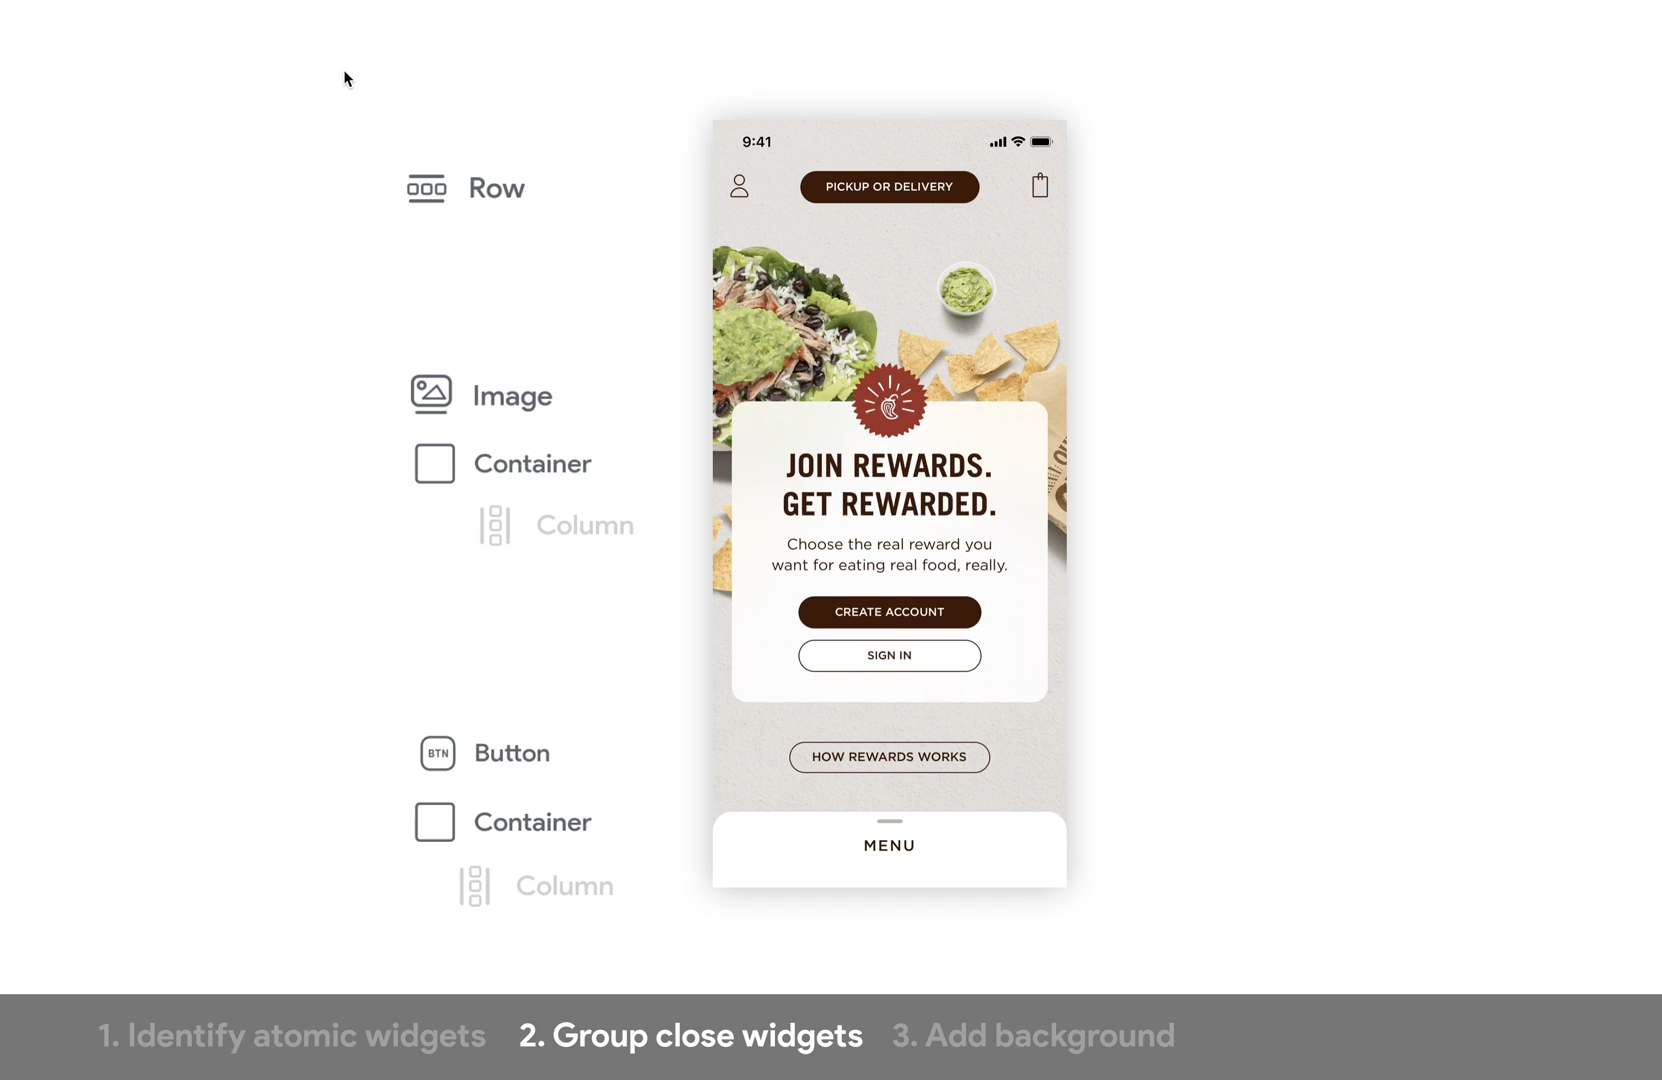 9:41
PICKUP OR DELIVERY
Row
Image
Container
Column
JOIN REWARDS.
GET REWARDED.
Choose the real reward you
want for eating real food, really.
CREATE ACCOUNT
SIGN IN
BTN Button
HOW REWARDS WORKS
Container
MENU
Column
1. Identify atomic widgets 2. Group close widgets 3. Add background